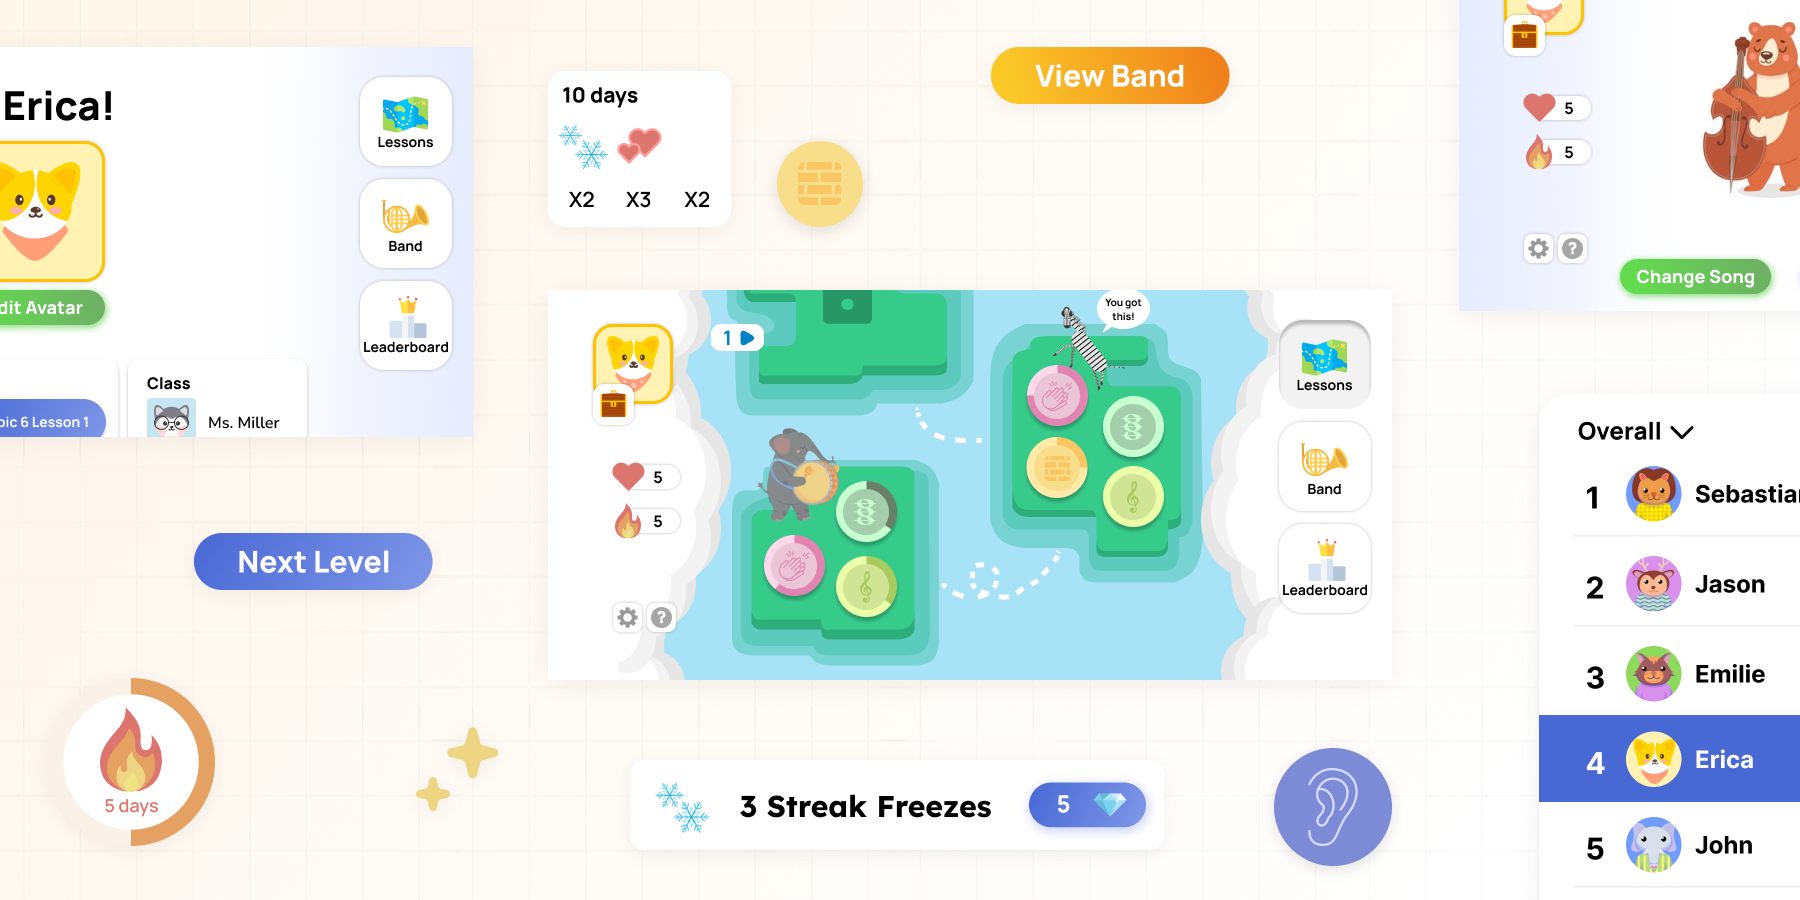 Erica!
dit Avatar
pic 6 Lesson 1
Class
Ms. Miller
Lessons
Band
Leaderboard
10 days
X2 X3 X2
View Band
5
5
Change Song
1
You got
this!
5
5
Lessons
Band
Leaderboard
Next Level
5 days
3 Streak Freezes 5
Overall
1 Sebastian
2 Jason
3 Emilie
4 Erica
5 John